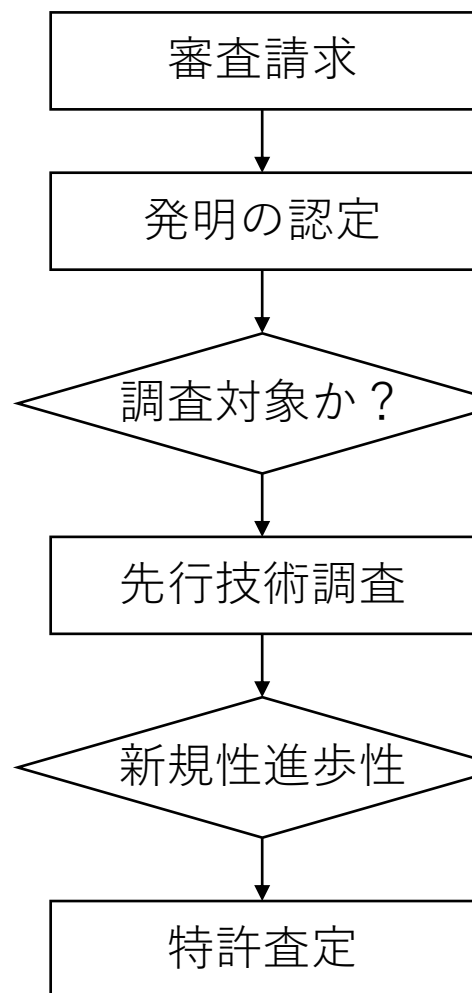 審査請求
発明の認定
調査対象か？
先行技術調査
新規性進歩性
特許査定